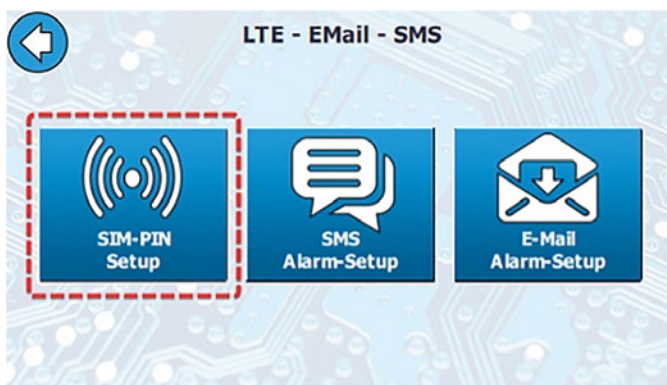 LTE - EMail - SMS
SIM-PIN
Setup
SMS
Alarm-Setup
E-Mail
Alarm-Setup